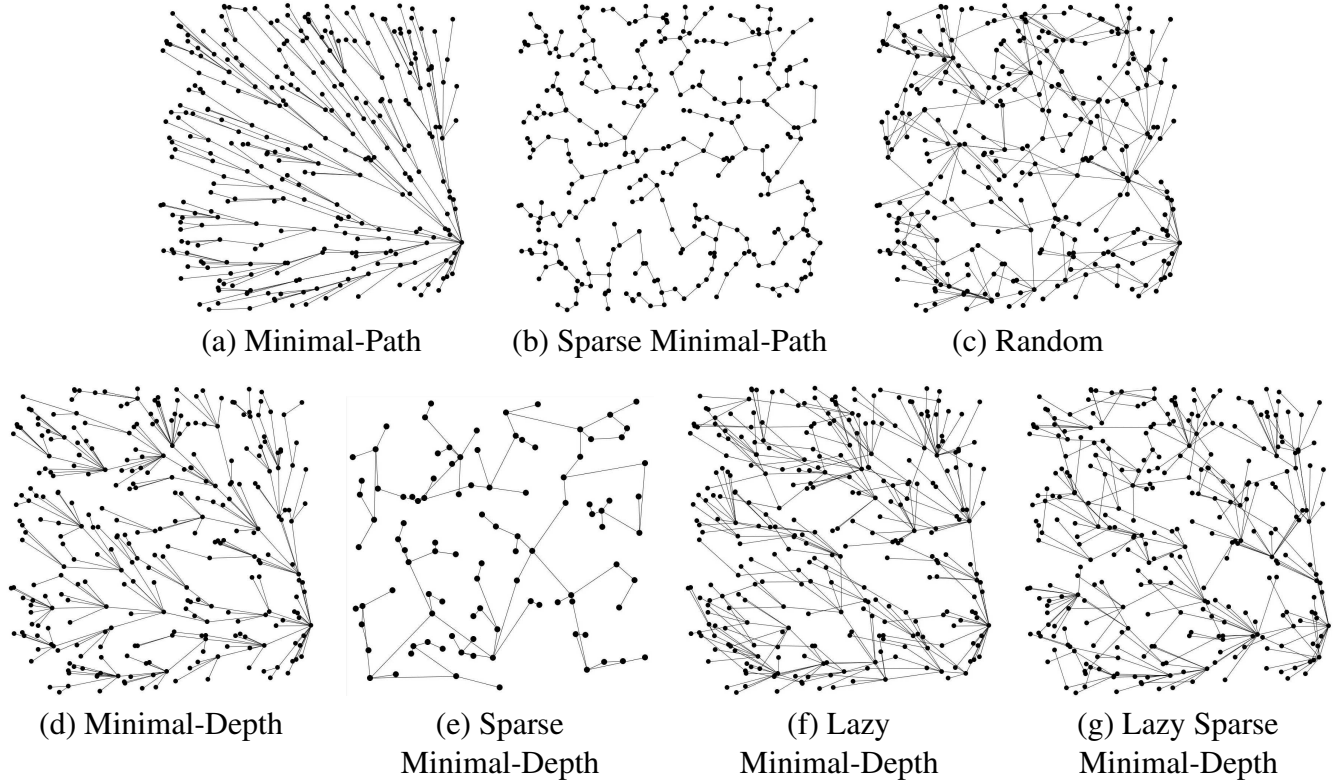 (a) Minimal-Path
(b) Sparse Minimal-Path
(c) Random
(d) Minimal-Depth
(e) Sparse
Minimal-Depth
(f) Lazy
Minimal-Depth
(g) Lazy Sparse
Minimal-Depth